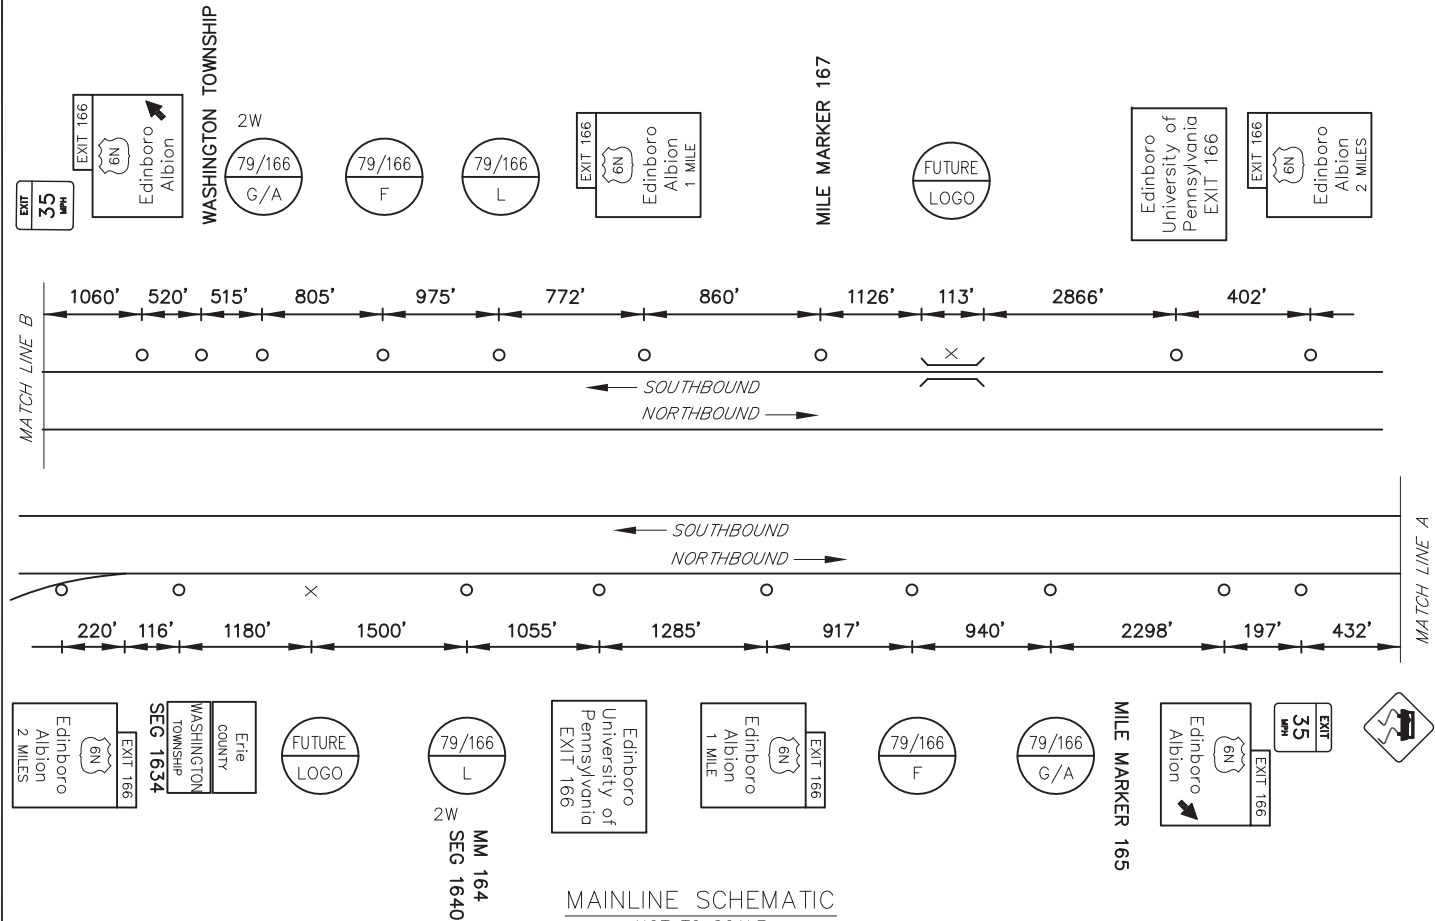 EXIT
35
MPH
EXIT 166
6N
Edinboro
Albion
WASHINGTON TOWNSHIP
2W
79/166
G/A
79/166
F
79/166
L
EXIT 166
6N
Edinboro
Albion
1 MILE
MILE MARKER 167
FUTURE
LOGO
Edinboro
University of
Pennsylvania
EXIT 166
EXIT 166
6N
Edinboro
Albion
2 MILES
1060' 520' 515' 805' 975' 772' 860' 1126' 113' 2866' 402'
MATCH LINE B
SOUTHBOUND
NORTHBOUND
SOUTHBOUND
NORTHBOUND
MATCH LINE A
220' 116' 1180' 1500' 1055' 1285' 917' 940' 2298' 197' 432'
EXIT 166
6N
Edinboro
Albion
2 MILES
SEG 1634
WASHINGTON
TOWNSHIP
Erie
COUNTY
FUTURE
LOGO
79/166
L
2W
MM 164
SEG 1640
Edinboro
University of
Pennsylvania
EXIT 166
EXIT 166
6N
Edinboro
Albion
1 MILE
79/166
F
79/166
G/A
MILE MARKER 165
EXIT 166
6N
Edinboro
Albion
EXIT
35
MPH
MAINLINE SCHEMATIC